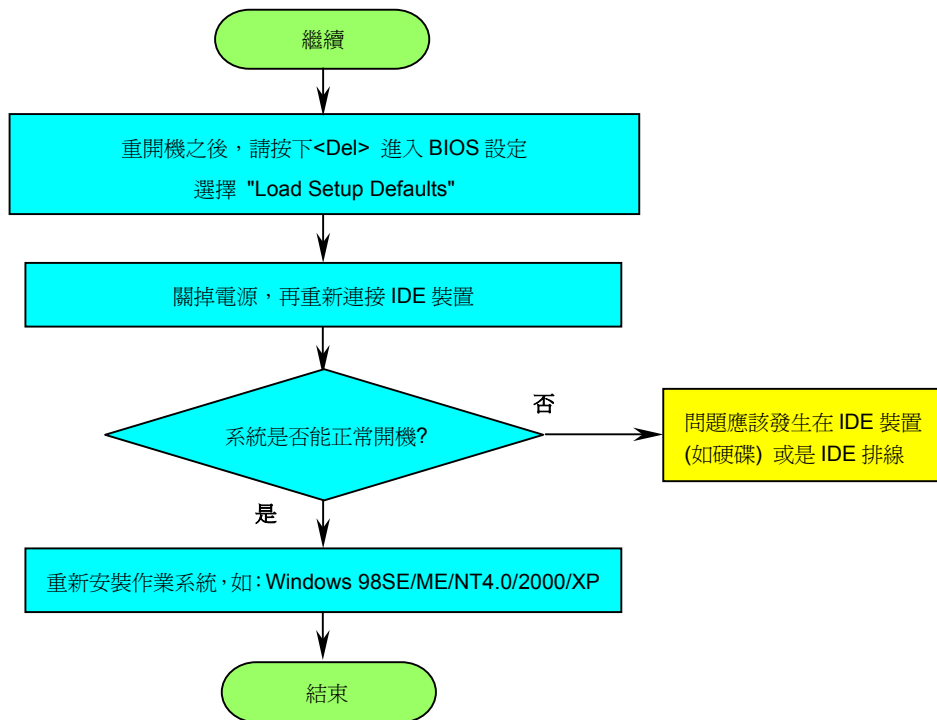 繼續
重開機之後，請按下<Del> 進入 BIOS 設定
選擇 "Load Setup Defaults"
關掉電源，再重新連接 IDE 裝置
系統是否能正常開機?
否
問題應該發生在 IDE 裝置
(如硬碟) 或是 IDE 排線
是
重新安裝作業系統，如：Windows 98SE/ME/NT4.0/2000/XP
結束